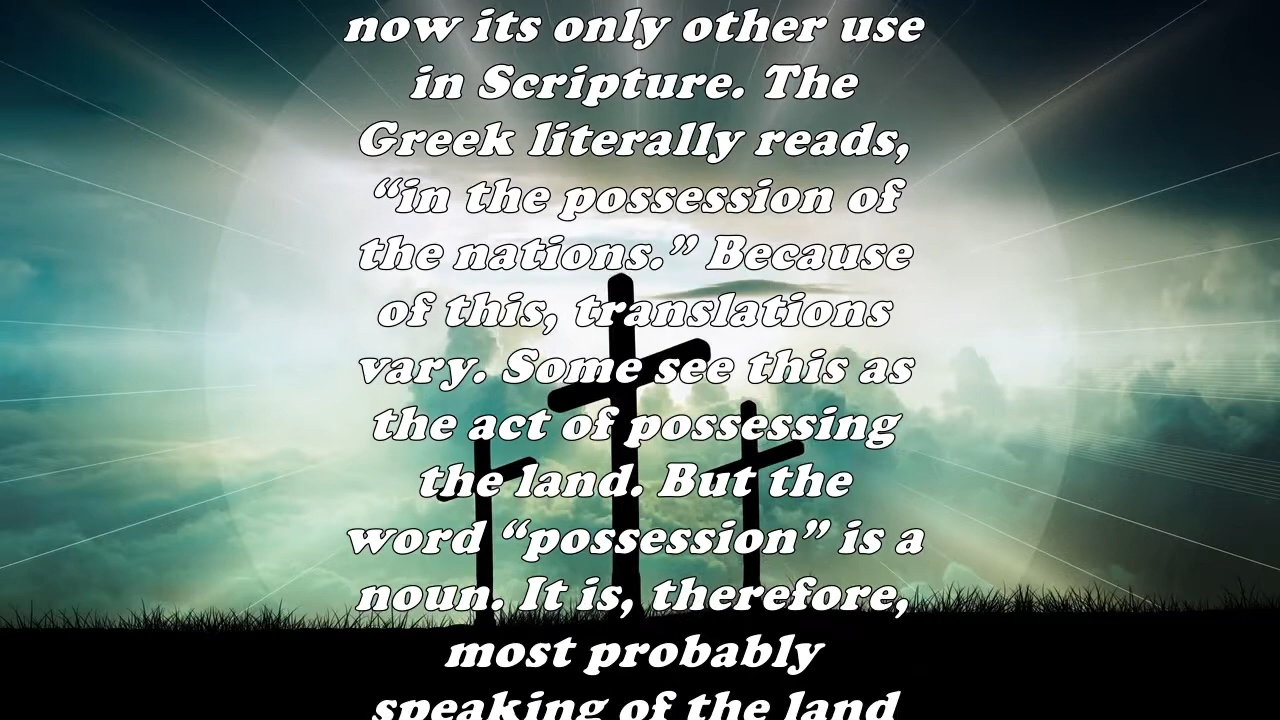 now its only other use
in Scripture. The
Greek literally reads,
“in the possession of
the nations.” Because
of this, translations
vary. Some see this as
the act of possessing
the land. But the
word “possession” is a
noun. It is, therefore,
most probably
speaking of the land